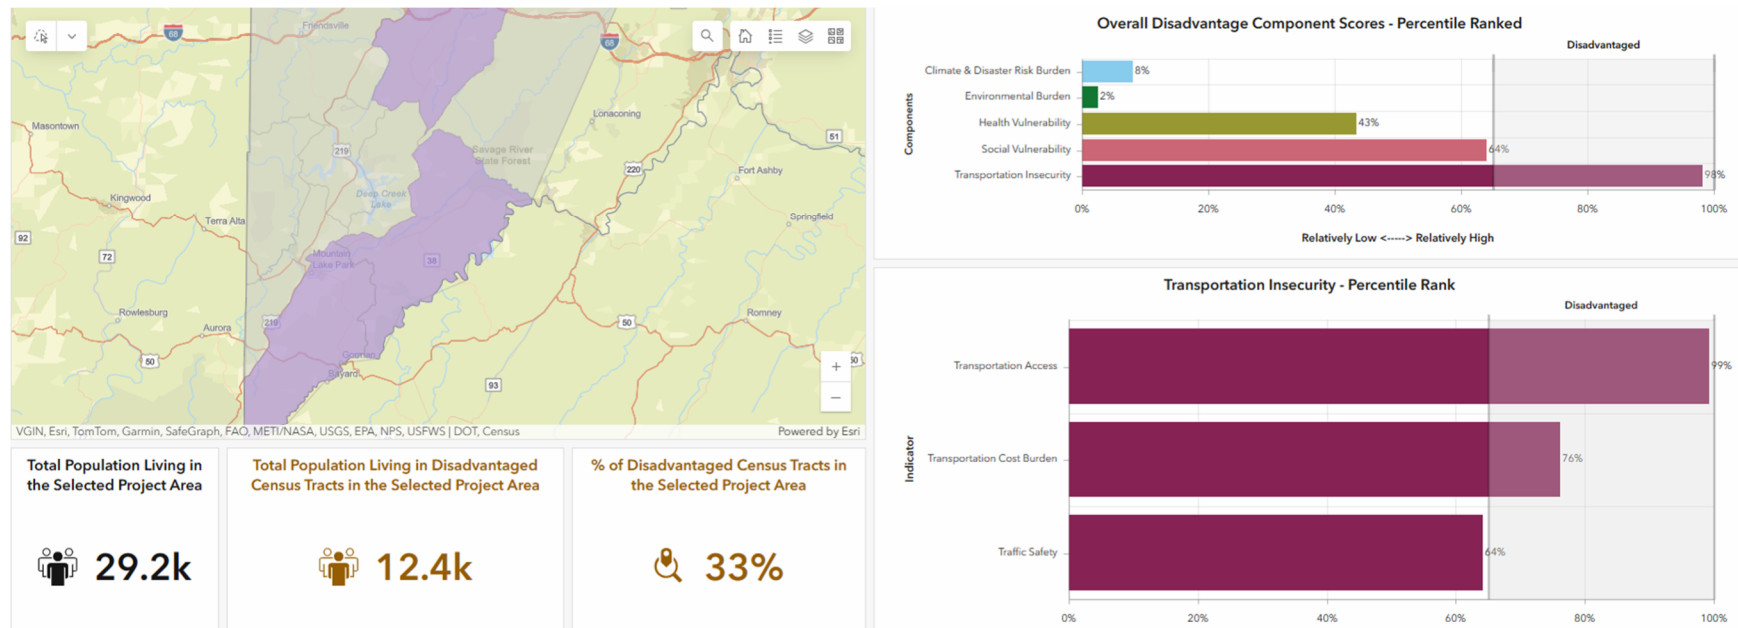 68
Friendsville
68
Masontown
Lonaconing
51
219
Savage River
State Forest
220
Fort Ashby
Kingwood
Deep Creek
Lake
Terra Alta
Springfield
92
72
Mountain
Lake Park
38
Rowlesburg
219
Aurora
50
Romney
50
Gorman
50
Bayard
93
+
−
VGIN, Esri, TomTom, Garmin, SafeGraph, FAO, METI/NASA, USGS, EPA, NPS, USFWS | DOT, Census
Powered by Esri
Total Population Living in
the Selected Project Area
29.2k
Total Population Living in Disadvantaged
Census Tracts in the Selected Project Area
12.4k
% of Disadvantaged Census Tracts in
the Selected Project Area
33%
Overall Disadvantage Component Scores - Percentile Ranked
Disadvantaged
Components
Climate & Disaster Risk Burden
8%
Environmental Burden
2%
Health Vulnerability
43%
Social Vulnerability
64%
Transportation Insecurity
98%
0%
20%
40%
60%
80%
100%
Relatively Low <-----> Relatively High
Transportation Insecurity - Percentile Rank
Disadvantaged
Indicator
Transportation Access
99%
Transportation Cost Burden
76%
Traffic Safety
64%
0%
20%
40%
60%
80%
100%